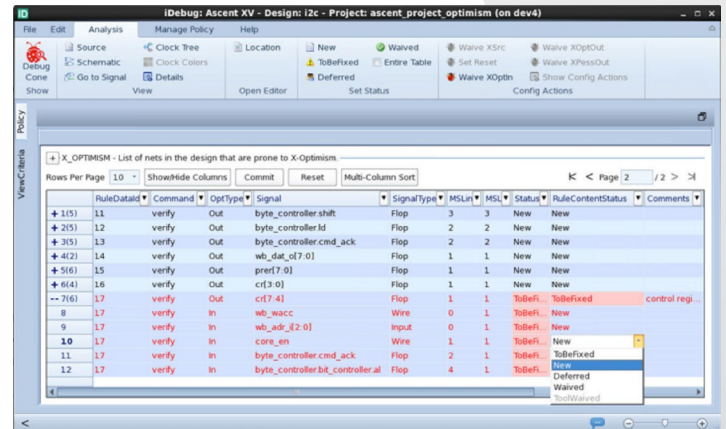 ID
iDebug: Ascent XV - Design: i2c - Project: ascent_project_optimism (on dev4)
File Edit Analysis Manage Policy Help
Debug Cone
Source
Schematic
Go to Signal
Clock Tree
Clock Colors
Details
Location
New
ToBeFixed
Deferred
Waived
Entire Table
Waive XSrc
Set Reset
Waive XOptIn
Waive XOptOut
Waive XPessOut
Show Config Actions
Show View Open Editor Set Status Config Actions
Policy
ViewCriteria
+ X_OPTIMISM - List of nets in the design that are prone to X-Optimism.
Rows Per Page 10 Show/Hide Columns Commit Reset Multi-Column Sort K < Page 2 / 2 >
RuleDataId Command OptType Signal SignalType MSLin MSL Status RuleContentStatus Comments
+ 1(5) 11 verify Out byte_controller.shift Flop 3 3 New New
+ 2(5) 12 verify Out byte_controller.ld Flop 2 2 New New
+ 3(5) 13 verify Out byte_controller.cmd_ack Flop 2 2 New New
+ 4(2) 14 verify Out wb_dat_o[7:0] Flop 1 1 New New
+ 5(6) 15 verify Out prer[7:0] Flop 1 1 New New
+ 6(4) 16 verify Out cr[3:0] Flop 1 1 New New
-- 7(6) 17 verify Out cr[7:4] Flop 1 1 ToBeFi... ToBeFixed control regi...
8 17 verify In wb_wacc Wire 0 1 ToBeFi... New
9 17 verify In wb_adr_i[2:0] Input 0 1 ToBeFi... New
10 17 verify In core_en Wire 1 1 ToBeFi... New
11 17 verify In byte_controller.cmd_ack Flop 2 1 ToBeFi...
12 17 verify In byte_controller.bit_controller.al Flop 4 1 ToBeFi...
ToBeFixed
New
Deferred
Waived
ToolWaived